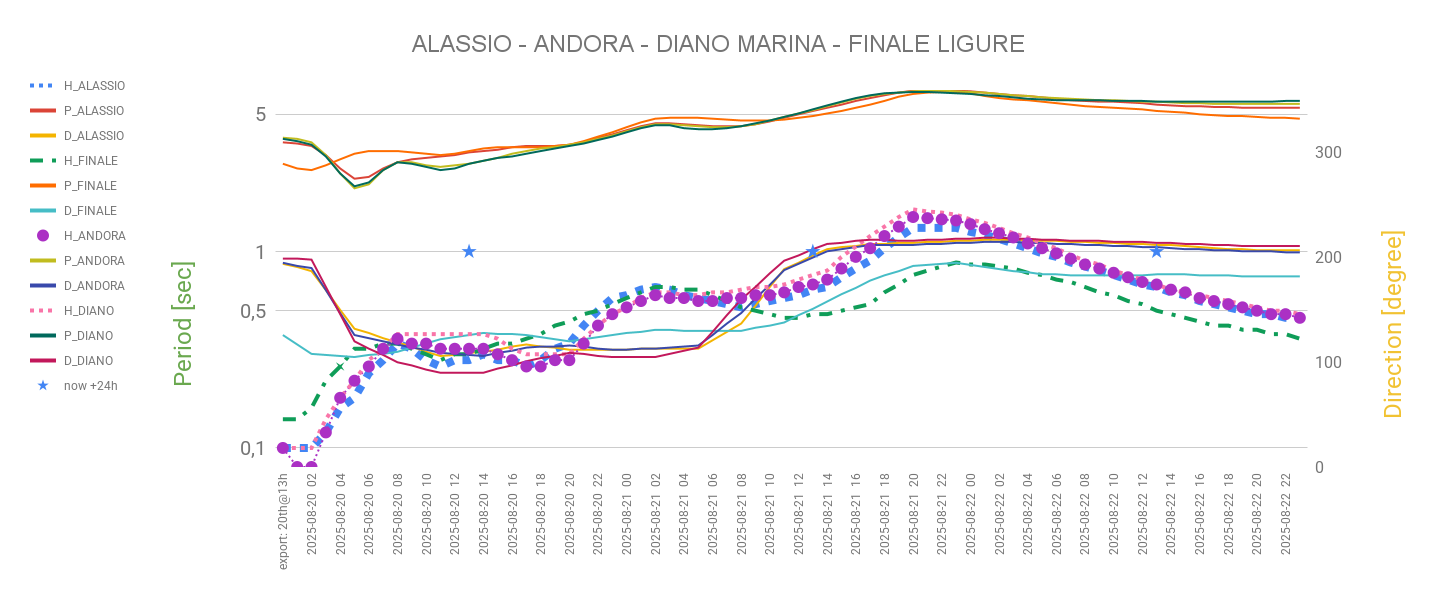 ALASSIO - ANDORA - DIANO MARINA - FINALE LIGURE
H_ALASSIO
P_ALASSIO
D_ALASSIO
H_FINALE
P_FINALE
D_FINALE
H_ANDORA
P_ANDORA
D_ANDORA
H_DIANO
P_DIANO
D_DIANO
now +24h
Period [sec]
5
1
0,5
0,1
300
200
100
0
Direction [degree]
export: 20th@13h
2025-08-20 02
2025-08-20 04
2025-08-20 06
2025-08-20 08
2025-08-20 10
2025-08-20 12
2025-08-20 14
2025-08-20 16
2025-08-20 18
2025-08-20 20
2025-08-20 22
2025-08-21 00
2025-08-21 02
2025-08-21 04
2025-08-21 06
2025-08-21 08
2025-08-21 10
2025-08-21 12
2025-08-21 14
2025-08-21 16
2025-08-21 18
2025-08-21 20
2025-08-21 22
2025-08-22 00
2025-08-22 02
2025-08-22 04
2025-08-22 06
2025-08-22 08
2025-08-22 10
2025-08-22 12
2025-08-22 14
2025-08-22 16
2025-08-22 18
2025-08-22 20
2025-08-22 22